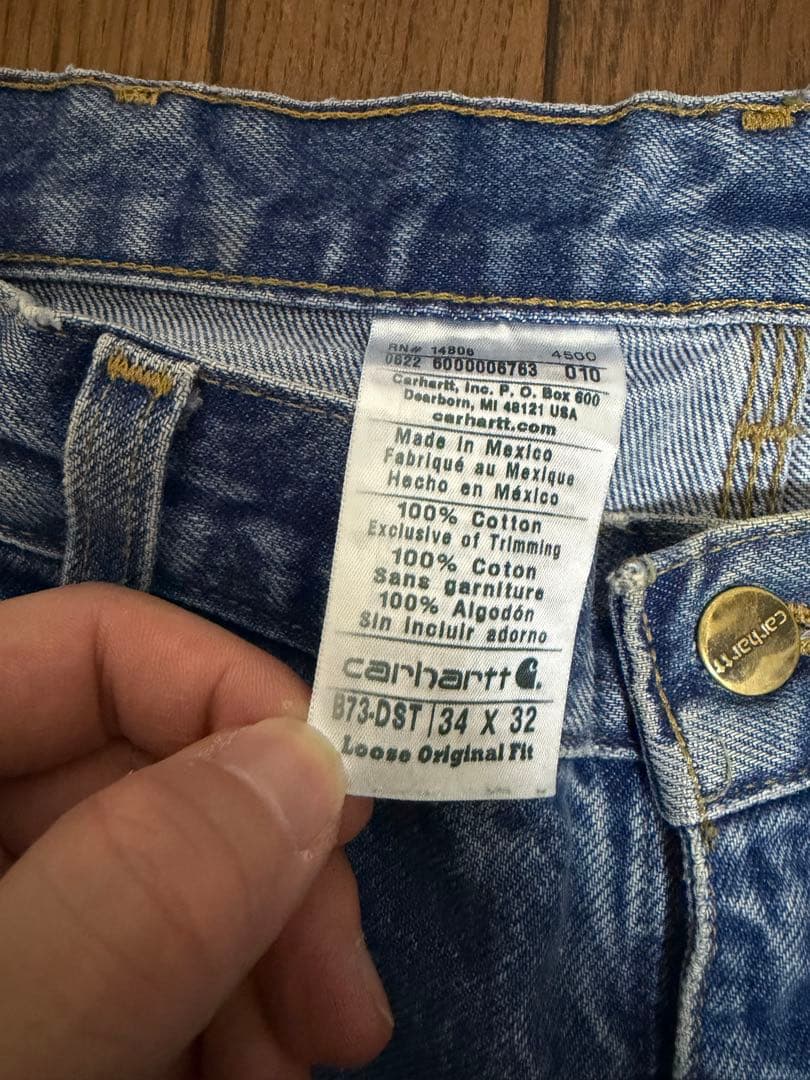 RN# 14806 4500
0622 6000006763 010
Carhartt, Inc. P. O. Box 600
Dearborn, MI 48121 USA
carhartt.com
Made in Mexico
Fabriqué au Mexique
Hecho en México
100% Cotton
Exclusive of Trimming
100% Coton
Sans garniture
100% Algodón
Sin incluir adorno
carhartt
B73-DST | 34 X 32
Loose Original Fit
carhartt